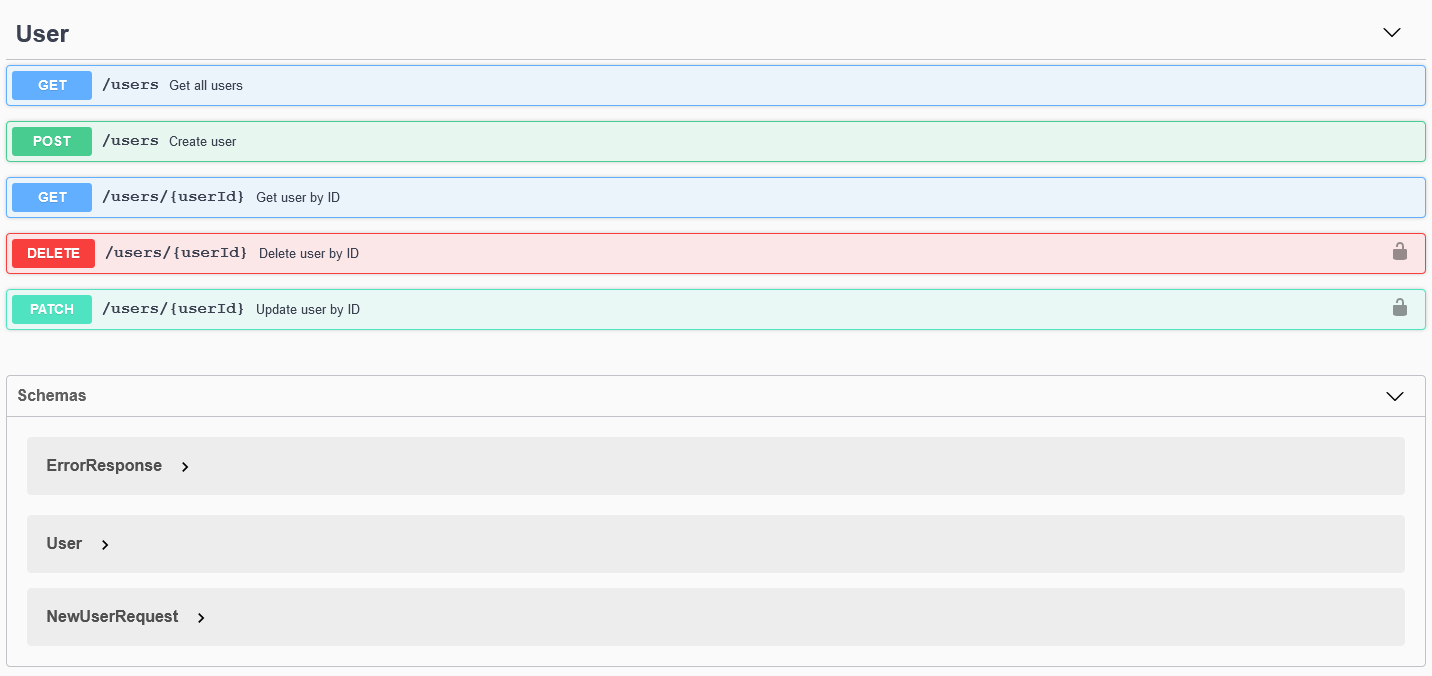 User
GET /users Get all users
POST /users Create user
GET /users/{userId} Get user by ID
DELETE /users/{userId} Delete user by ID
PATCH /users/{userId} Update user by ID
Schemas
ErrorResponse
User
NewUserRequest